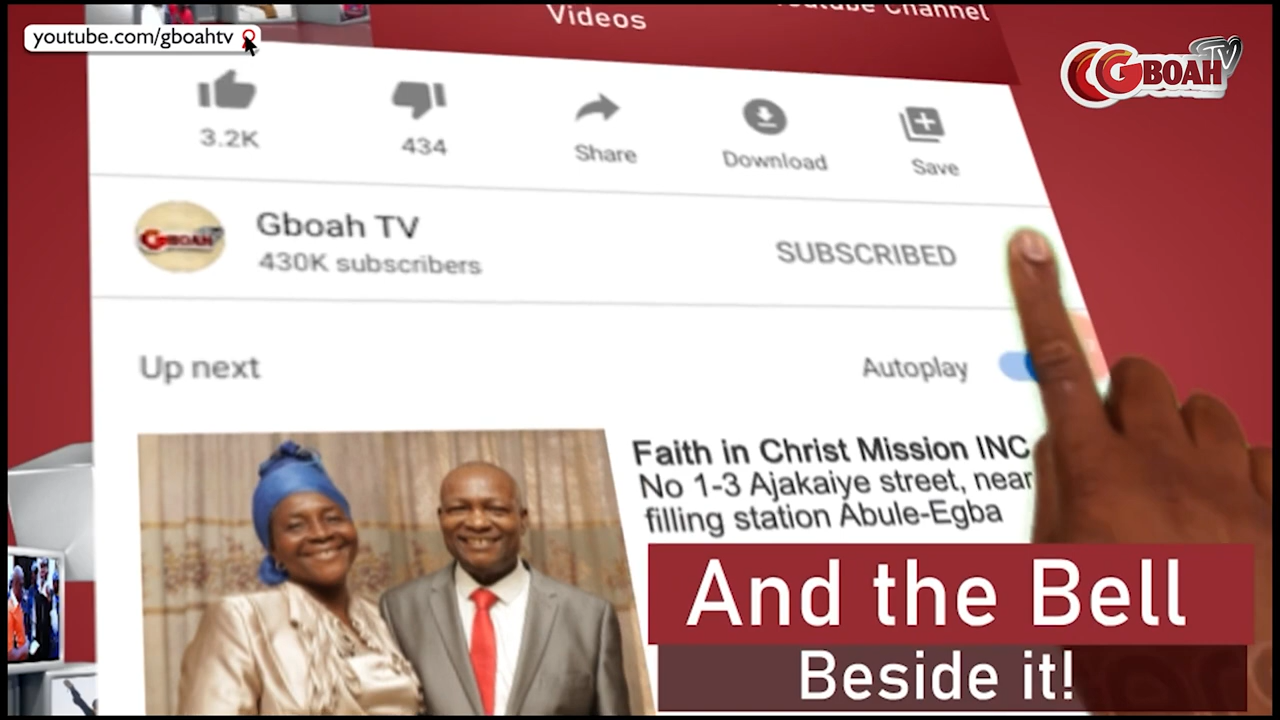 Videos
Youtube Channel
youtube.com/gboahtv
GBOAH TV
3.2K
434
Share
Download
Save
GBOAH TV
Gboah TV
430K subscribers
SUBSCRIBED
Up next
Autoplay
Faith in Christ Mission INC
No 1-3 Ajakaiye street, near
filling station Abule-Egba
And the Bell
Beside it!